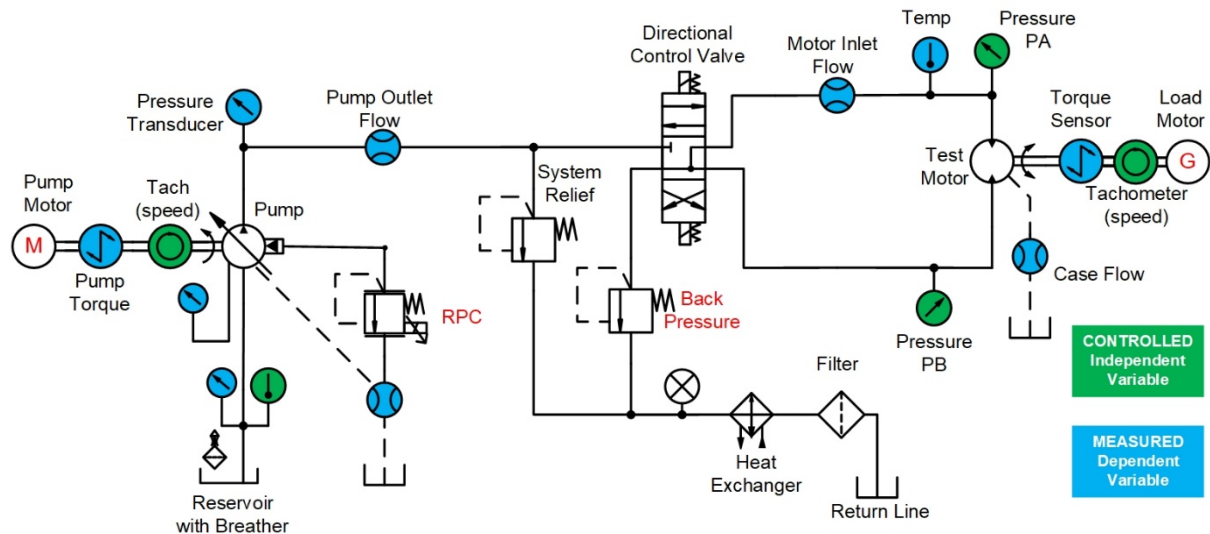 Directional
Control Valve
Temp
Pressure
PA
Motor Inlet
Flow
Pressure
Transducer
Pump Outlet
Flow
Torque
Sensor
Load
Motor
Test
Motor
G
Tachometer
(speed)
System
Relief
Pump
Motor
Tach
(speed)
Pump
M
Pump
Torque
RPC
Back
Pressure
Case Flow
Pressure
PB
Filter
CONTROLLED
Independent
Variable
MEASURED
Dependent
Variable
Heat
Exchanger
Return Line
Reservoir
with Breather